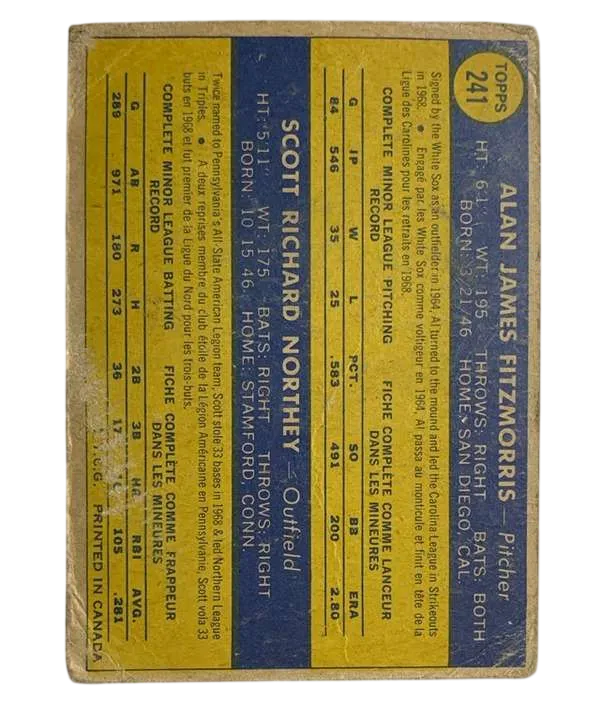 TOPPS
241
ALAN JAMES FITZMORRIS — Pitcher
HT: 6'1" WT: 195 THROWS: RIGHT BATS: BOTH
BORN: 3/21/46 HOME: SAN DIEGO, CAL.
Signed by the White Sox as an outfielder in 1964, Al turned to the mound and led the Carolina League in Strikeouts
in 1968. • Engagé par les White Sox comme voltigeur en 1964, Al passa au monticule et finit en tête de la
Ligue des Carolines pour les retraits en 1968.
COMPLETE MINOR LEAGUE PITCHING FICHE COMPLÈTE COMME LANCEUR
RECORD DANS LES MINEURES
G IP W L PCT. SO BB ERA
84 546 35 25 .583 491 200 2.80
SCOTT RICHARD NORTHEY — Outfield
HT: 5'11" WT: 175 BATS: RIGHT THROWS: RIGHT
BORN: 10 15 46 HOME: STAMFORD, CONN.
Twice named to Pennsylvania's All-State American Legion team, Scott stole 33 bases in 1968 & led Northern League
in Triples. • A deux reprises membre du club étoile de la Légion Américaine en Pennsylvanie, Scott vola 33
buts en 1968 et fut premier de la Ligue du Nord pour les trois-buts.
COMPLETE MINOR LEAGUE BATTING FICHE COMPLÈTE COMME FRAPPEUR
RECORD DANS LES MINEURES
G AB R H 2B 3B HR RBI AVG.
289 971 180 273 36 105 .281
T.C.G. PRINTED IN CANADA